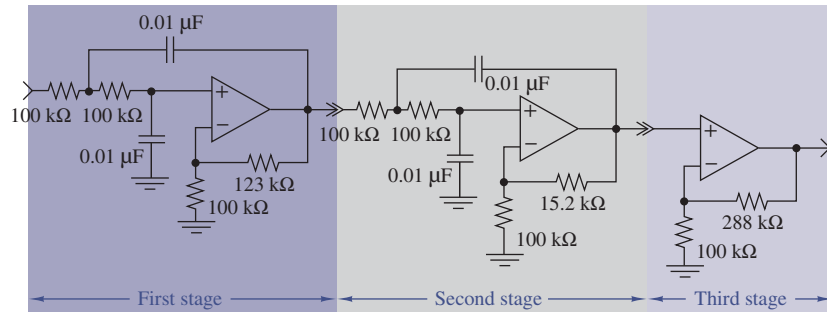 0.01 µF
0.01 µF
100 kΩ 100 kΩ
100 kΩ 100 kΩ
0.01 µF
0.01 µF
123 kΩ
15.2 kΩ
288 kΩ
100 kΩ
100 kΩ
100 kΩ
First stage
Second stage
Third stage